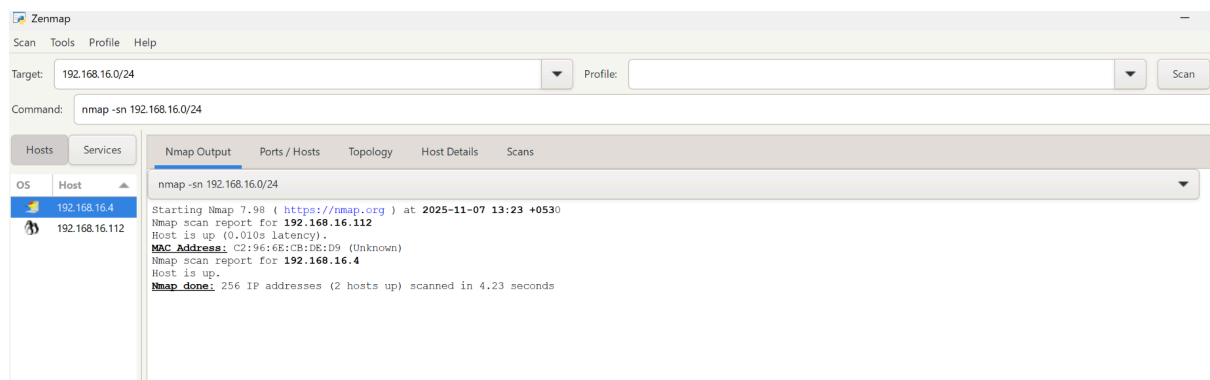 Zenmap
Scan Tools Profile Help
Target: 192.168.16.0/24 Profile: Scan
Command: nmap -sn 192.168.16.0/24
Hosts Services Nmap Output Ports / Hosts Topology Host Details Scans
OS Host nmap -sn 192.168.16.0/24
192.168.16.4
192.168.16.112
Starting Nmap 7.98 ( https://nmap.org ) at 2025-11-07 13:23 +0530
Nmap scan report for 192.168.16.112
Host is up (0.010s latency).
MAC Address: C2:96:6E:CB:DE:D9 (Unknown)
Nmap scan report for 192.168.16.4
Host is up.
Nmap done: 256 IP addresses (2 hosts up) scanned in 4.23 seconds